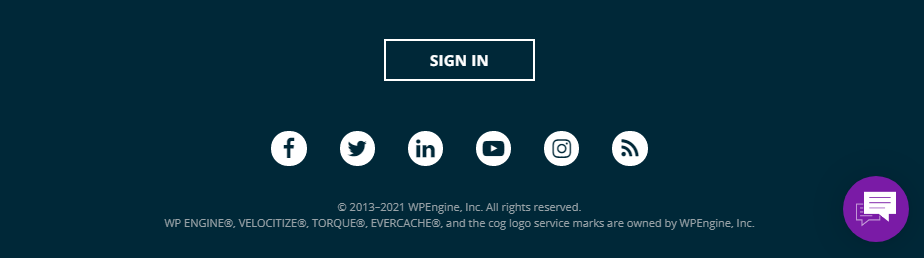 SIGN IN
© 2013–2021 WPEngine, Inc. All rights reserved.
WP ENGINE®, VELOCITIZE®, TORQUE®, EVERCACHE®, and the cog logo service marks are owned by WPEngine, Inc.